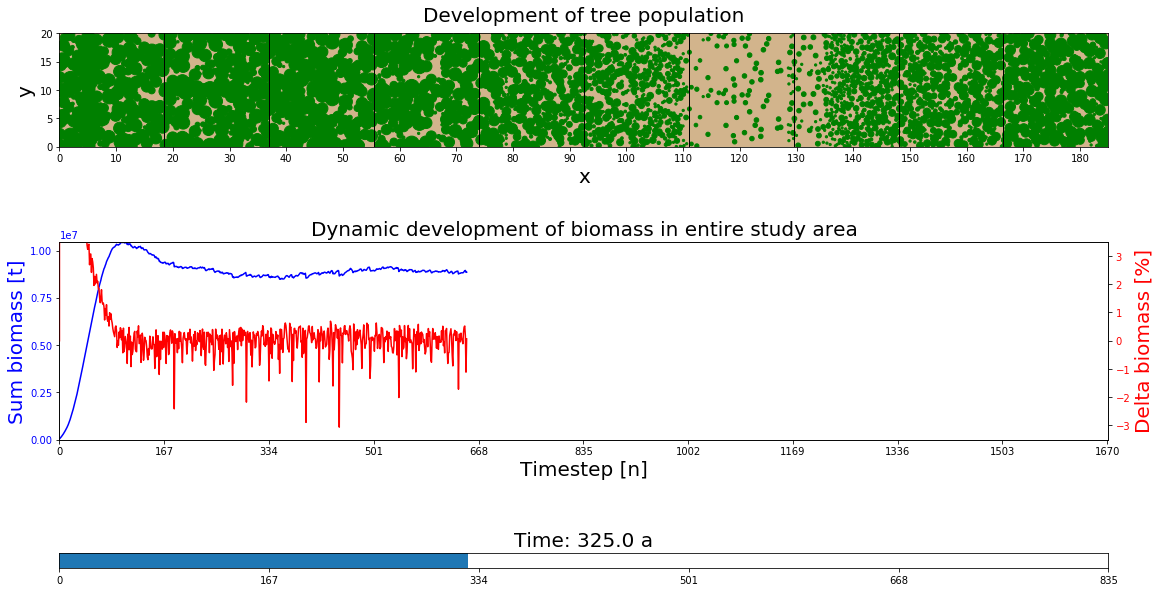 Development of tree population
y
20
15
10
5
0
0 10 20 30 40 50 60 70 80 90 100 110 120 130 140 150 160 170 180
x
Dynamic development of biomass in entire study area
1e7
Sum biomass [t]
1.00
0.75
0.50
0.25
0.00
Delta biomass [%]
3
2
1
0
−1
−2
−3
0 167 334 501 668 835 1002 1169 1336 1503 1670
Timestep [n]
Time: 325.0 a
0 167 334 501 668 835